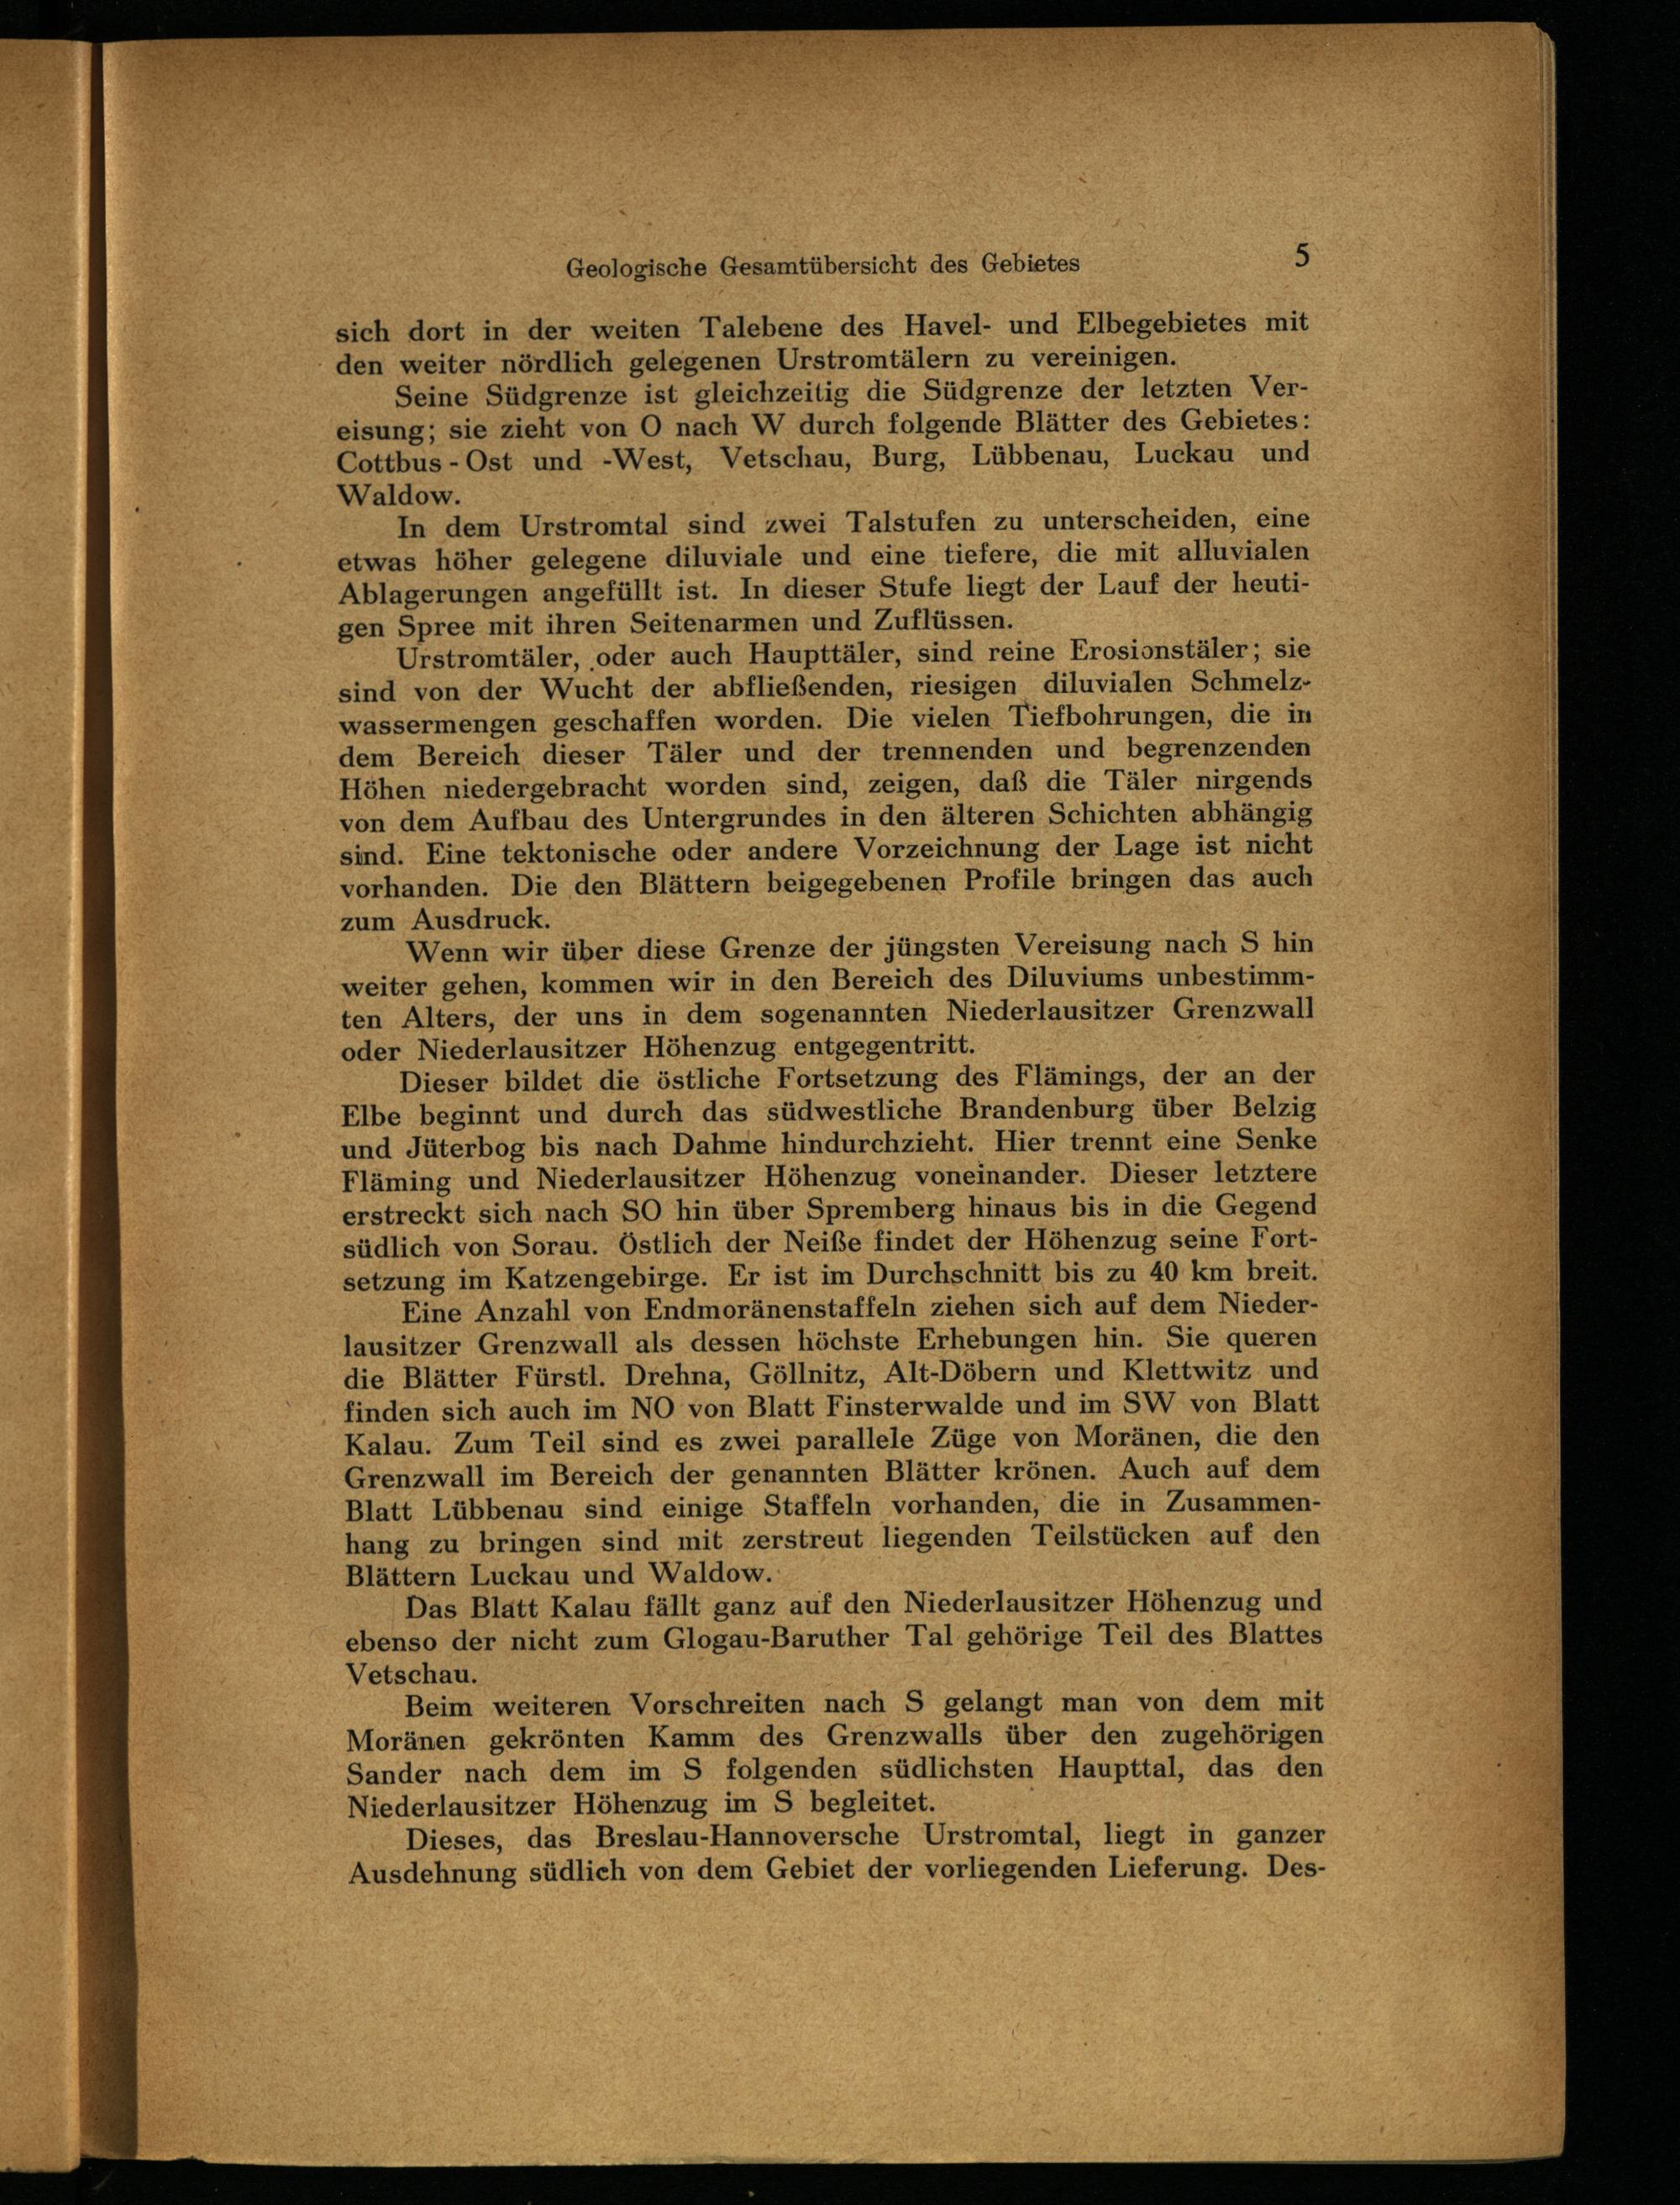 Geologische Gesamtübersicht des Gebietes 5
sich dort in der weiten Talebene des Havel- und Elbegebietes mit
den weiter nördlich gelegenen Urstromtälern zu vereinigen.
Seine Südgrenze ist gleichzeitig die Südgrenze der letzten Ver-
eisung; sie zieht von O nach W durch folgende Blätter des Gebietes:
Cottbus - Ost und -West, Vetschau, Burg, Lübbenau, Luckau und
Waldow.
In dem Urstromtal sind zwei Talstufen zu unterscheiden, eine
etwas höher gelegene diluviale und eine tiefere, die mit alluvialen
Ablagerungen angefüllt ist. In dieser Stufe liegt der Lauf der heuti-
gen Spree mit ihren Seitenarmen und Zuflüssen.
Urstromtäler, oder auch Haupttäler, sind reine Erosionstäler; sie
sind von der Wucht der abfließenden, riesigen diluvialen Schmelz-
wassermengen geschaffen worden. Die vielen Tiefbohrungen, die in
dem Bereich dieser Täler und der trennenden und begrenzenden
Höhen niedergebracht worden sind, zeigen, daß die Täler nirgends
von dem Aufbau des Untergrundes in den älteren Schichten abhängig
sind. Eine tektonische oder andere Vorzeichnung der Lage ist nicht
vorhanden. Die den Blättern beigegebenen Profile bringen das auch
zum Ausdruck.
Wenn wir über diese Grenze der jüngsten Vereisung nach S hin
weiter gehen, kommen wir in den Bereich des Diluviums unbestimm-
ten Alters, der uns in dem sogenannten Niederlausitzer Grenzwall
oder Niederlausitzer Höhenzug entgegentritt.
Dieser bildet die östliche Fortsetzung des Flämings, der an der
Elbe beginnt und durch das südwestliche Brandenburg über Belzig
und Jüterbog bis nach Dahme hindurchzieht. Hier trennt eine Senke
Fläming und Niederlausitzer Höhenzug voneinander. Dieser letztere
erstreckt sich nach SO hin über Spremberg hinaus bis in die Gegend
südlich von Sorau. Östlich der Neiße findet der Höhenzug seine Fort-
setzung im Katzengebirge. Er ist im Durchschnitt bis zu 40 km breit.
Eine Anzahl von Endmoränenstaffeln ziehen sich auf dem Nieder-
lausitzer Grenzwall als dessen höchste Erhebungen hin. Sie queren
die Blätter Fürstl. Drehna, Göllnitz, Alt-Döbern und Klettwitz und
finden sich auch im NO von Blatt Finsterwalde und im SW von Blatt
Kalau. Zum Teil sind es zwei parallele Züge von Moränen, die den
Grenzwall im Bereich der genannten Blätter krönen. Auch auf dem
Blatt Lübbenau sind einige Staffeln vorhanden, die in Zusammen-
hang zu bringen sind mit zerstreut liegenden Teilstücken auf den
Blättern Luckau und Waldow.
Das Blatt Kalau fällt ganz auf den Niederlausitzer Höhenzug und
ebenso der nicht zum Glogau-Baruther Tal gehörige Teil des Blattes
Vetschau.
Beim weiteren Vorschreiten nach S gelangt man von dem mit
Moränen gekrönten Kamm des Grenzwalls über den zugehörigen
Sander nach dem im S folgenden südlichsten Haupttal, das den
Niederlausitzer Höhenzug im S begleitet.
Dieses, das Breslau-Hannoversche Urstromtal, liegt in ganzer
Ausdehnung südlich von dem Gebiet der vorliegenden Lieferung. Des-